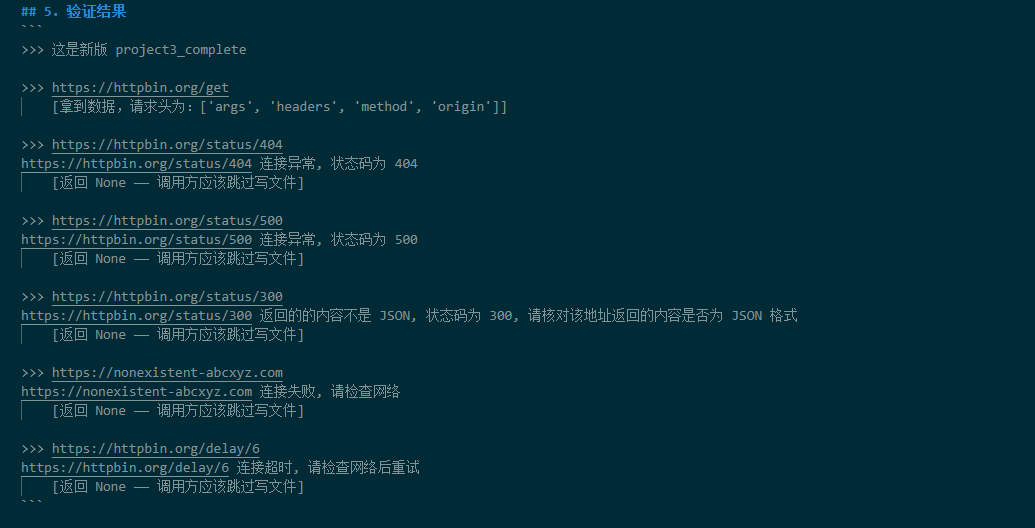 ## 5. 验证结果
```
>>> 这是新版 project3_complete
>>> https://httpbin.org/get
[拿到数据，请求头为：['args', 'headers', 'method', 'origin']]
>>> https://httpbin.org/status/404
https://httpbin.org/status/404 连接异常, 状态码为 404
[返回 None —— 调用方应该跳过写文件]
>>> https://httpbin.org/status/500
https://httpbin.org/status/500 连接异常, 状态码为 500
[返回 None —— 调用方应该跳过写文件]
>>> https://httpbin.org/status/300
https://httpbin.org/status/300 返回的的内容不是 JSON, 状态码为 300, 请核对该地址返回的内容是否为 JSON 格式
[返回 None —— 调用方应该跳过写文件]
>>> https://nonexistent-abcxyz.com
https://nonexistent-abcxyz.com 连接失败, 请检查网络
[返回 None —— 调用方应该跳过写文件]
>>> https://httpbin.org/delay/6
https://httpbin.org/delay/6 连接超时, 请检查网络后重试
[返回 None —— 调用方应该跳过写文件]
```